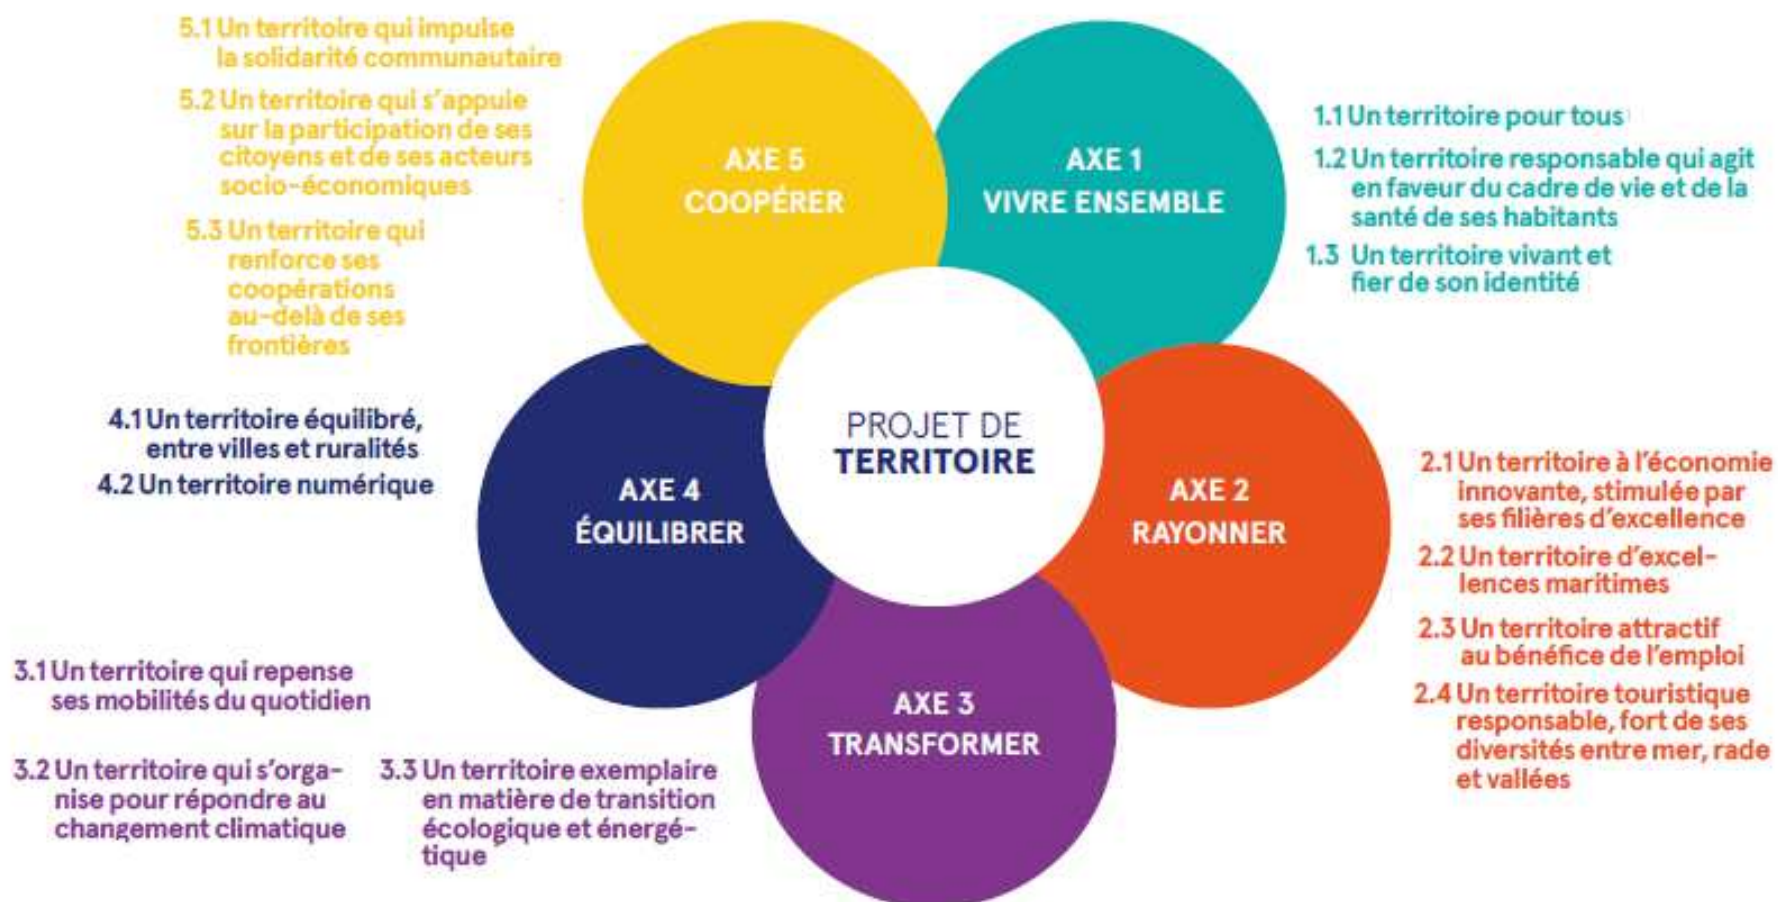 PROJET DE
TERRITOIRE
AXE 1
VIVRE ENSEMBLE
1.1 Un territoire pour tous
1.2 Un territoire responsable qui agit
en faveur du cadre de vie et de la
santé de ses habitants
1.3 Un territoire vivant et
fier de son identité
AXE 2
RAYONNER
2.1 Un territoire à l'économie
innovante, stimulée par
ses filières d'excellence
2.2 Un territoire d'excel-
lences maritimes
2.3 Un territoire attractif
au bénéfice de l'emploi
2.4 Un territoire touristique
responsable, fort de ses
diversités entre mer, rade
et vallées
AXE 3
TRANSFORMER
3.1 Un territoire qui repense
ses mobilités du quotidien
3.2 Un territoire qui s'orga-
nise pour répondre au
changement climatique
3.3 Un territoire exemplaire
en matière de transition
écologique et énergé-
tique
AXE 4
ÉQUILIBRER
4.1 Un territoire équilibré,
entre villes et ruralités
4.2 Un territoire numérique
AXE 5
COOPÉRER
5.1 Un territoire qui impulse
la solidarité communautaire
5.2 Un territoire qui s'appuie
sur la participation de ses
citoyens et de ses acteurs
socio-économiques
5.3 Un territoire qui
renforce ses
coopérations
au-delà de ses
frontières